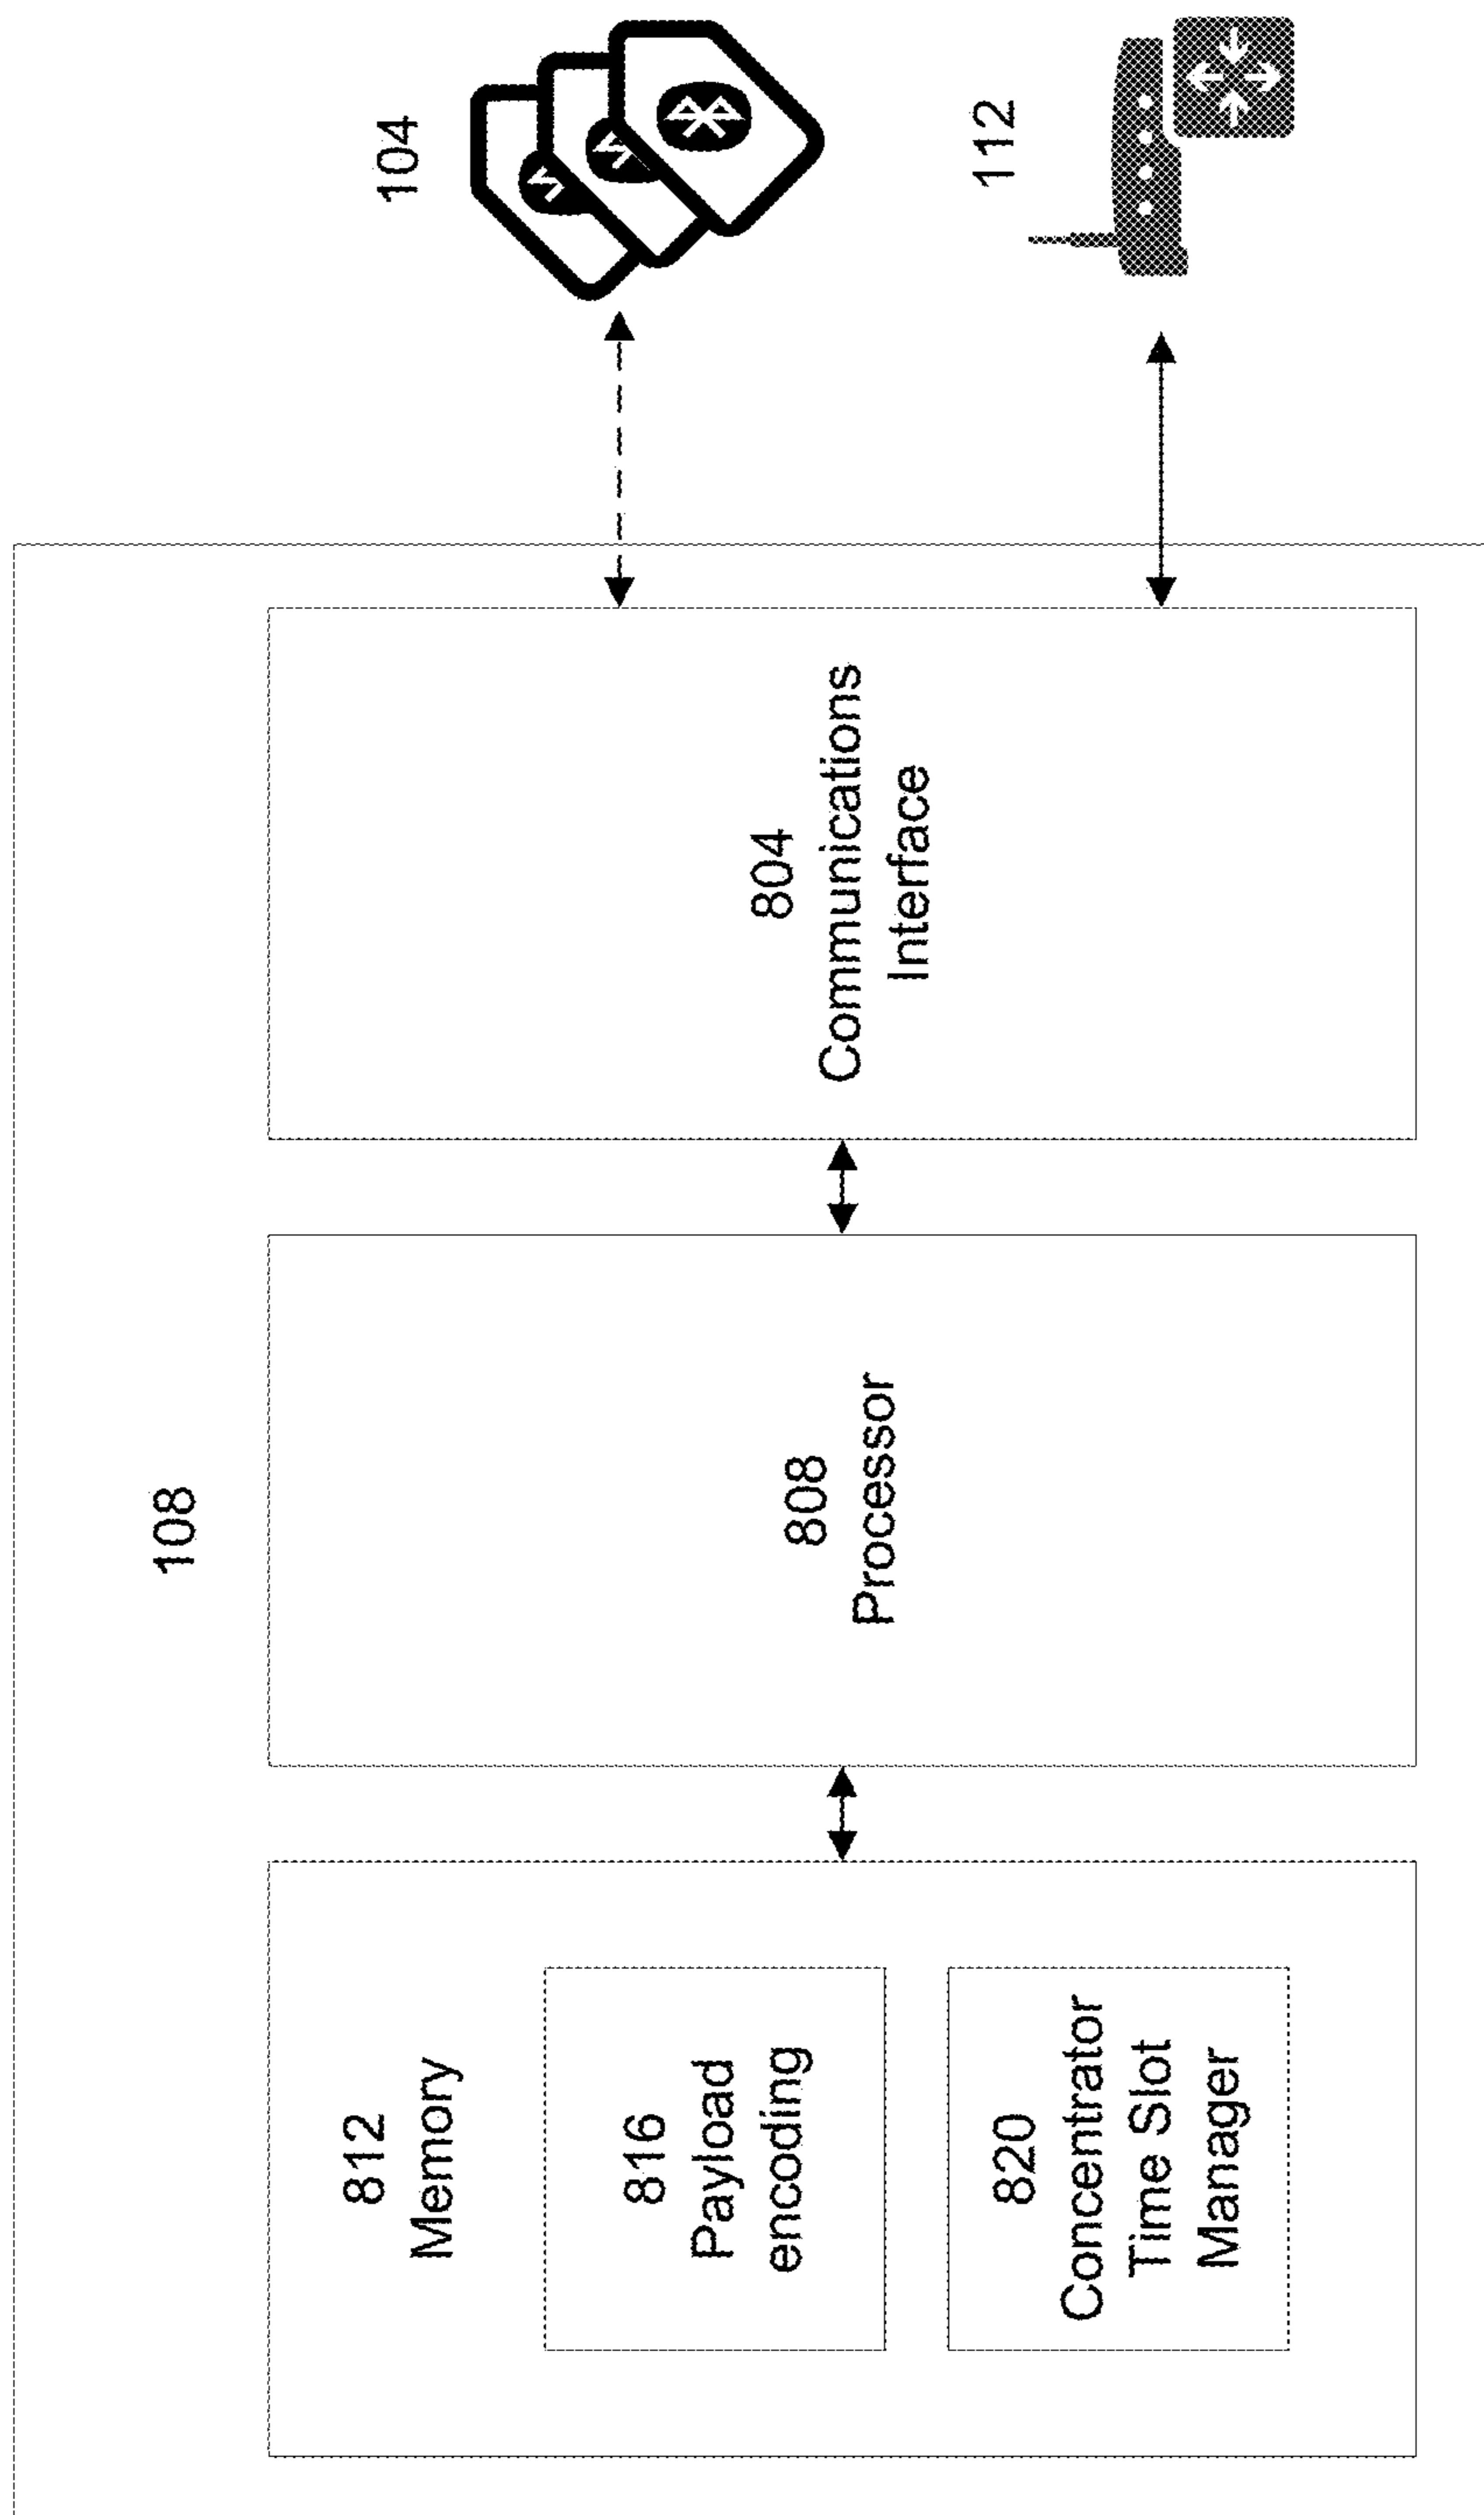 108
812
Memory
816
Payload
encoding
820
Concentrator
Time Slot
Manager
808
Processor
804
Communications
Interface
104
112